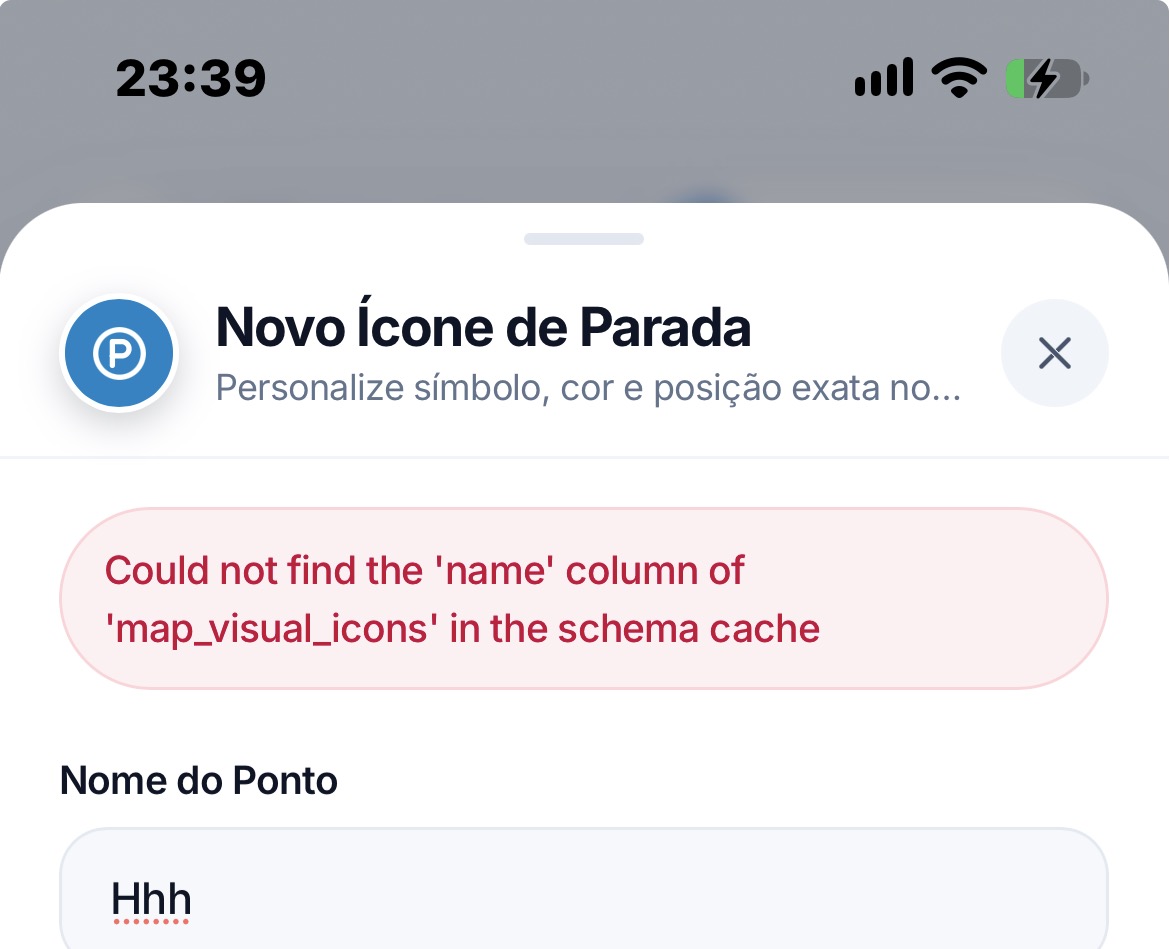 23:39
P
Novo Ícone de Parada
Personalize símbolo, cor e posição exata no...
Could not find the 'name' column of
'map_visual_icons' in the schema cache
Nome do Ponto
Hhh